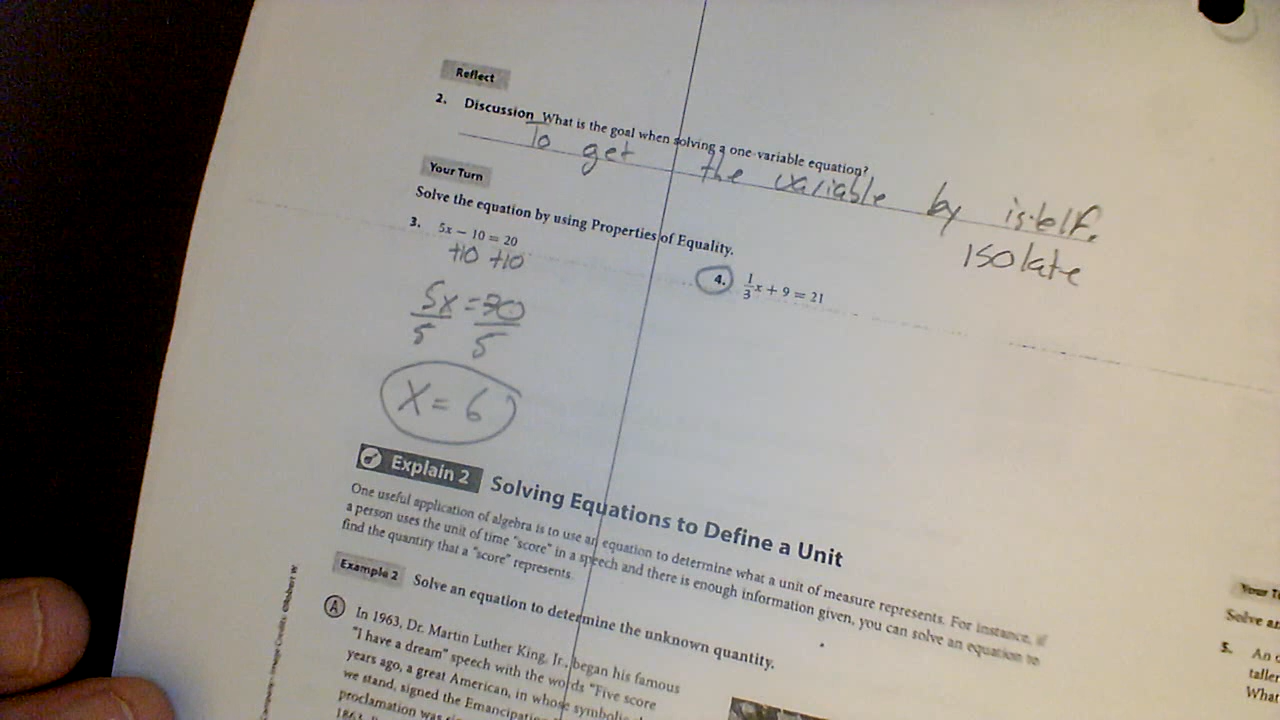 Reflect
2. Discussion What is the goal when solving a one-variable equation?
To get the variable by is·telf.
isolate
Your Turn
Solve the equation by using Properties of Equality.
3. 5x − 10 = 20
+10 +10
5x = 30
5 5
x = 6
4. 1/3 x + 9 = 21
Explain 2 Solving Equations to Define a Unit
One useful application of algebra is to use an equation to determine what a unit of measure represents. For instance, if
a person uses the unit of time "score" in a speech and there is enough information given, you can solve an equation to
find the quantity that a "score" represents.
Example 2 Solve an equation to determine the unknown quantity.
A In 1963, Dr. Martin Luther King, Jr., began his famous
"I have a dream" speech with the words "Five score
years ago, a great American, in whose symbolic
we stand, signed the Emancipation
proclamation was
1863.
Image Credits: ©Robert W
Your
Solve an
5. An
taller
What